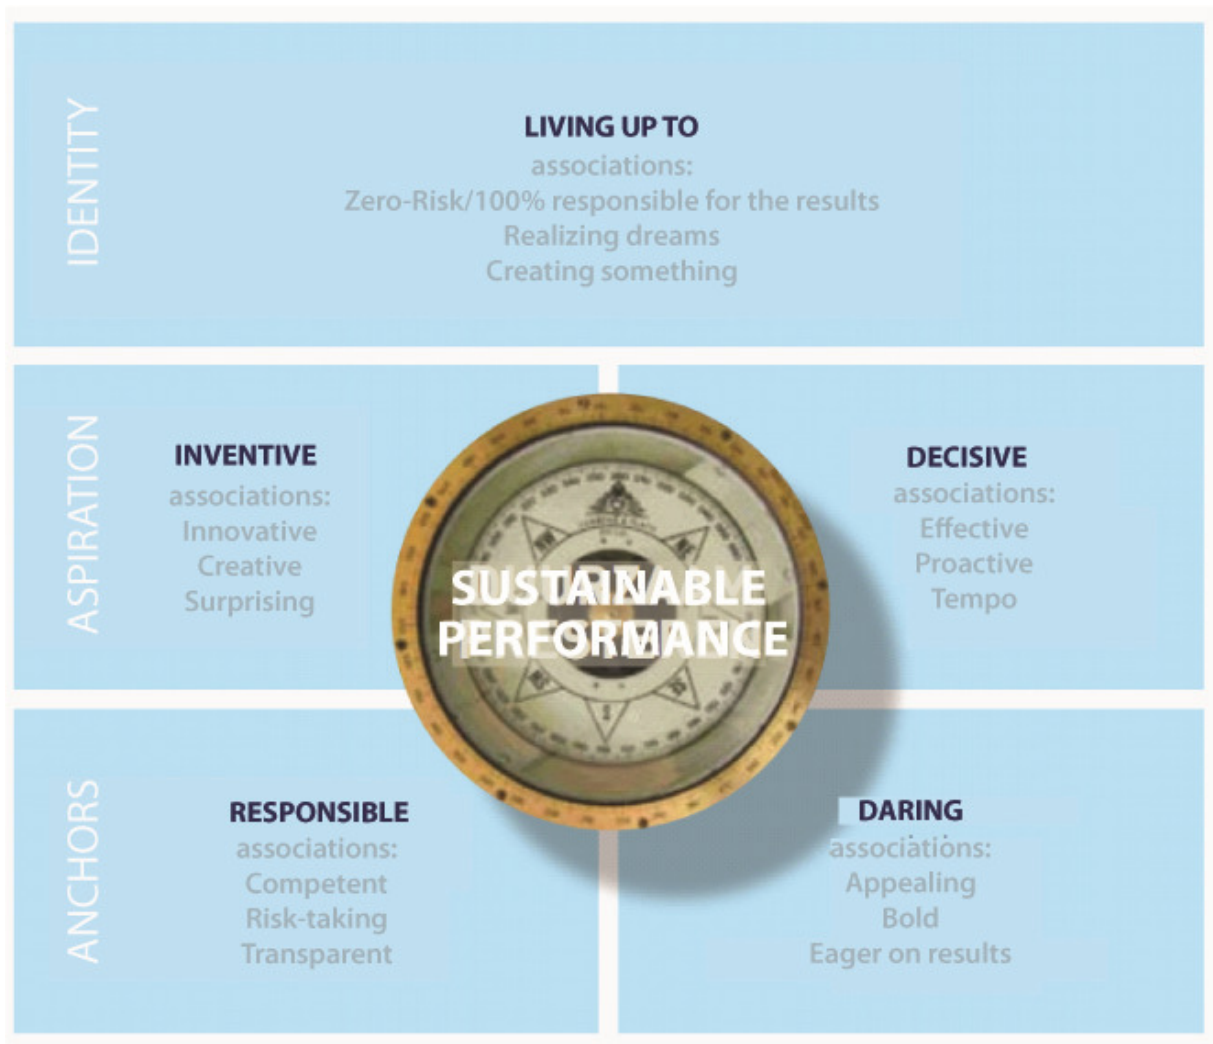 IDENTITY
LIVING UP TO
associations:
Zero-Risk/100% responsible for the results
Realizing dreams
Creating something
ASPIRATION
INVENTIVE
associations:
Innovative
Creative
Surprising
SUSTAINABLE
PERFORMANCE
NW
NE
S
DECISIVE
associations:
Effective
Proactive
Tempo
ANCHORS
RESPONSIBLE
associations:
Competent
Risk-taking
Transparent
DARING
associations:
Appealing
Bold
Eager on results